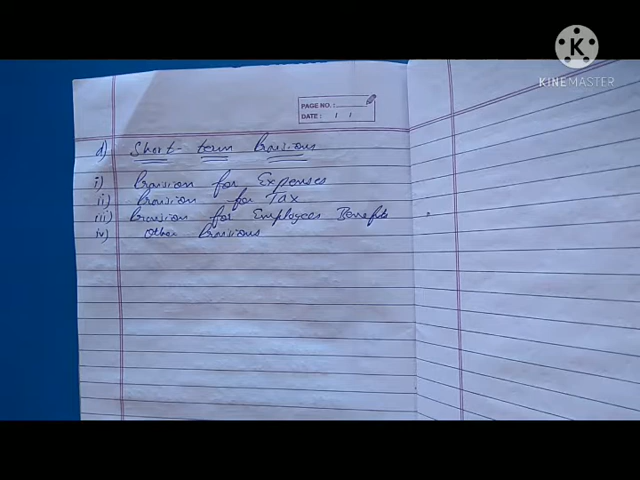 K
KINEMASTER
PAGE NO.:
DATE: / /
d) Short-term Provisions
i) Provision for Expenses
ii) Provision for Tax
iii) Provision for Employees Benefits
iv) Other Provisions